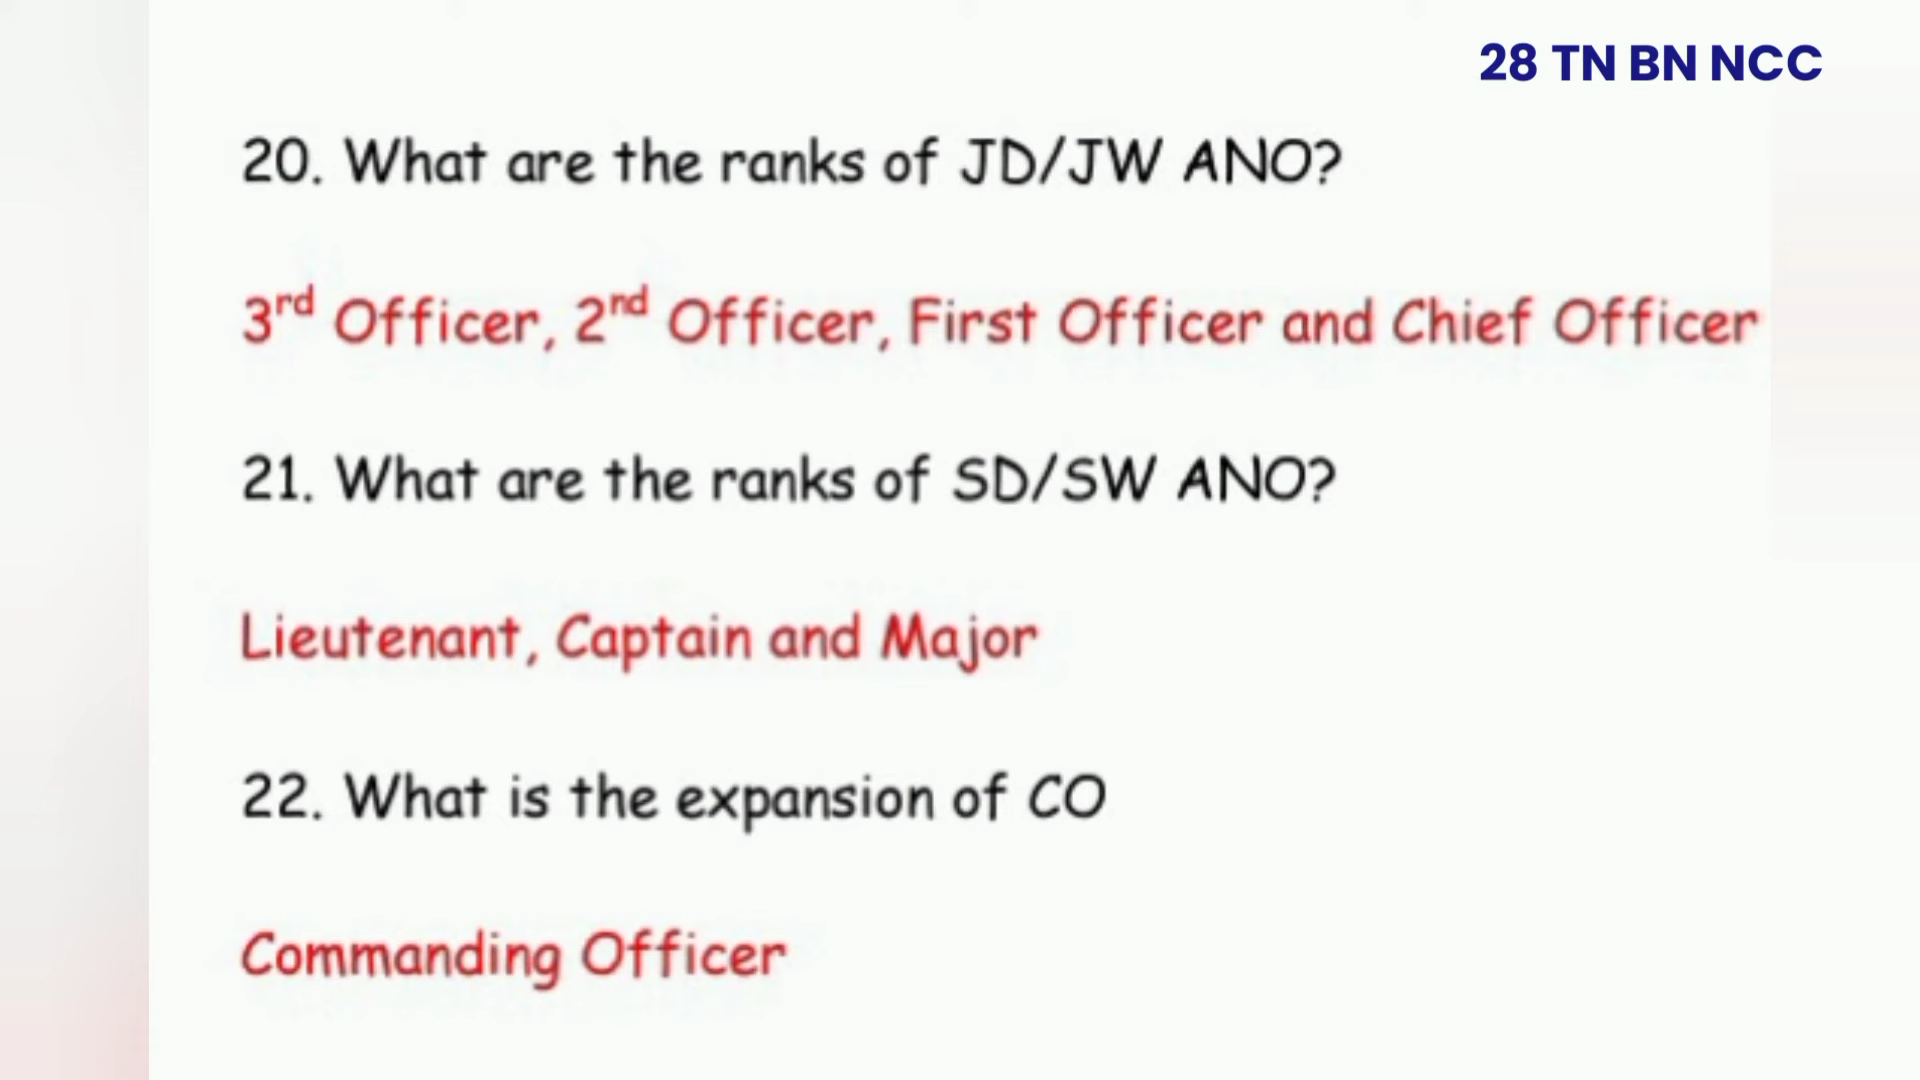 28 TN BN NCC
20. What are the ranks of JD/JW ANO?
3rd Officer, 2nd Officer, First Officer and Chief Officer
21. What are the ranks of SD/SW ANO?
Lieutenant, Captain and Major
22. What is the expansion of CO
Commanding Officer